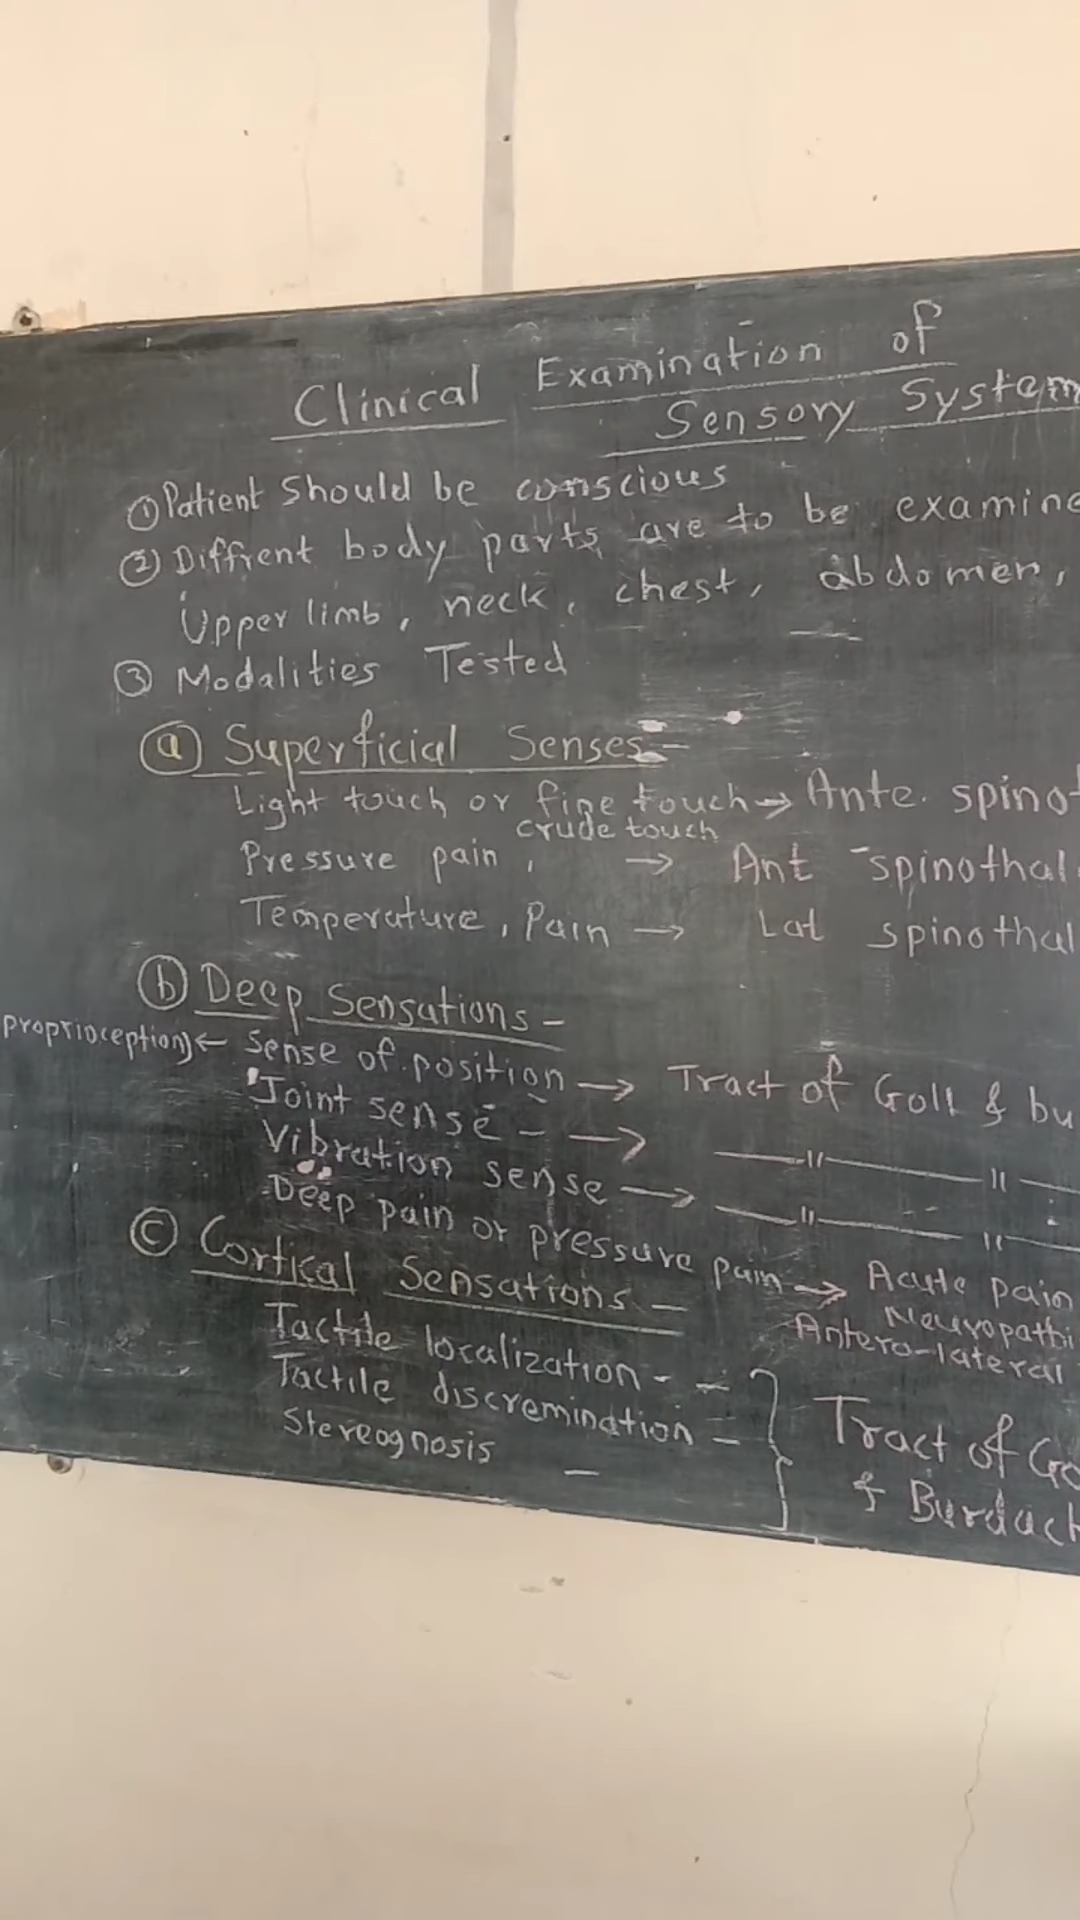 Clinical Examination of
Sensory System
① Patient should be conscious
② Diffrent body parts are to be examine
Upper limb, neck, chest, abdomen,
③ Modalities Tested
ⓐ Superficial Senses -
Light touch or fine touch → Ante. spinot
crude touch
Pressure pain, → Ant spinothal
Temperature, Pain → Lat spinothal
ⓑ Deep Sensations -
proprioception) ← Sense of position → Tract of Goll & bu
Joint sense - → —〃— 〃—
Vibration sense → —〃— 〃—
Deep pain or pressure pain → Acute pain
Neuropathi
Antero-lateral
ⓒ Cortical Sensations -
Tactile localization - -
Tactile discremination - } Tract of Go
Stereognosis - & Burdach